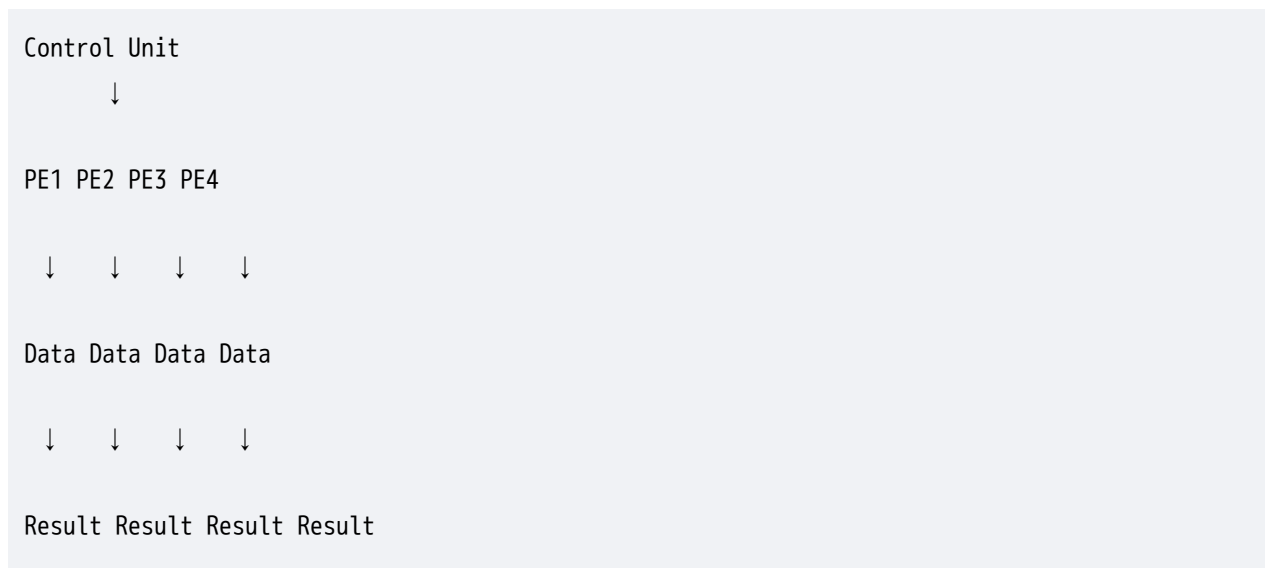 Control Unit
↓
PE1 PE2 PE3 PE4
↓ ↓ ↓ ↓
Data Data Data Data
↓ ↓ ↓ ↓
Result Result Result Result